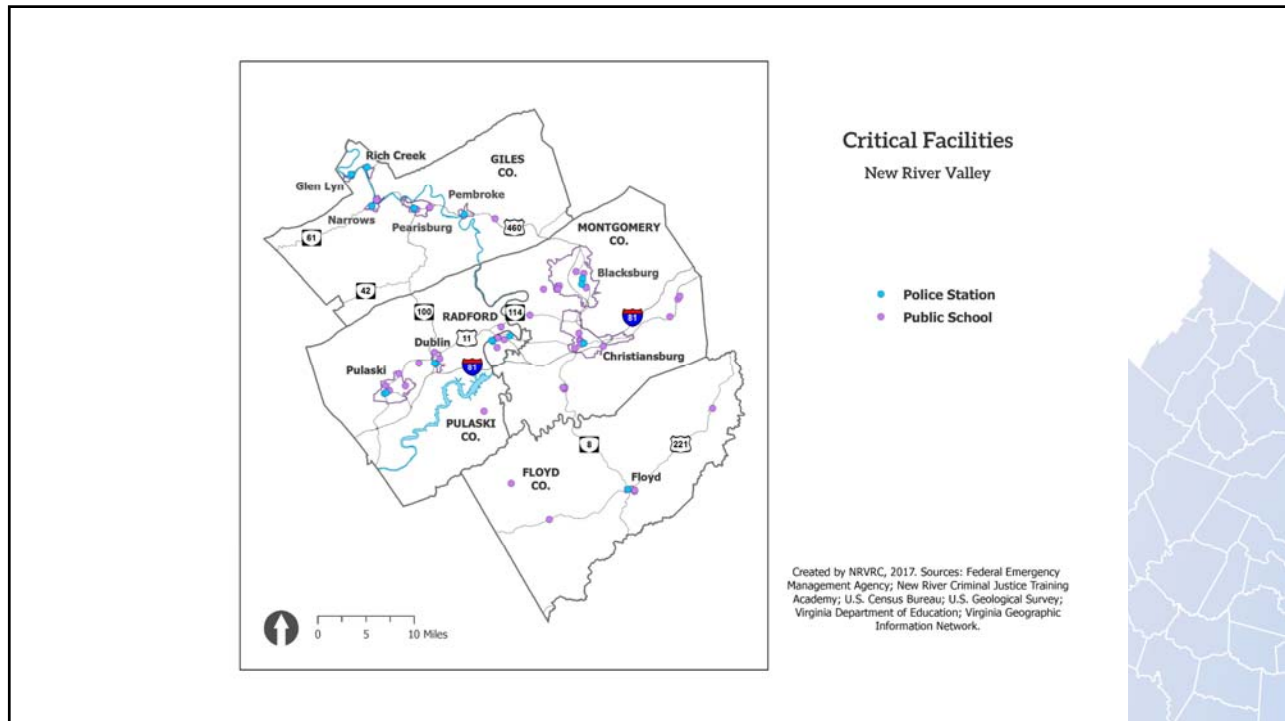 Critical Facilities
New River Valley
Rich Creek
GILES
CO.
Glen Lyn
Pembroke
Narrows
Pearisburg
460
61
MONTGOMERY
CO.
Blacksburg
42
100
RADFORD
114
81
11
Dublin
Christiansburg
Pulaski
81
PULASKI
CO.
8
221
FLOYD
CO.
Floyd
Police Station
Public School
0 5 10 Miles
Created by NRVRC, 2017. Sources: Federal Emergency
Management Agency; New River Criminal Justice Training
Academy; U.S. Census Bureau; U.S. Geological Survey;
Virginia Department of Education; Virginia Geographic
Information Network.